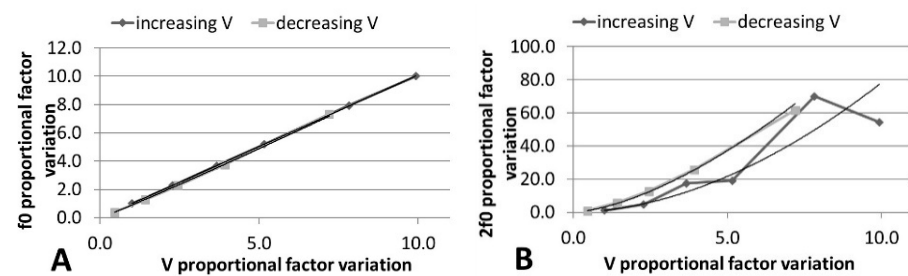 increasing V
decreasing V
12.0
10.0
8.0
6.0
4.0
2.0
0.0
f0 proportional factor
variation
0.0
5.0
10.0
A
V proportional factor variation
increasing V
decreasing V
100.0
80.0
60.0
40.0
20.0
0.0
2f0 proportional factor
variation
0.0
5.0
10.0
B
V proportional factor variation